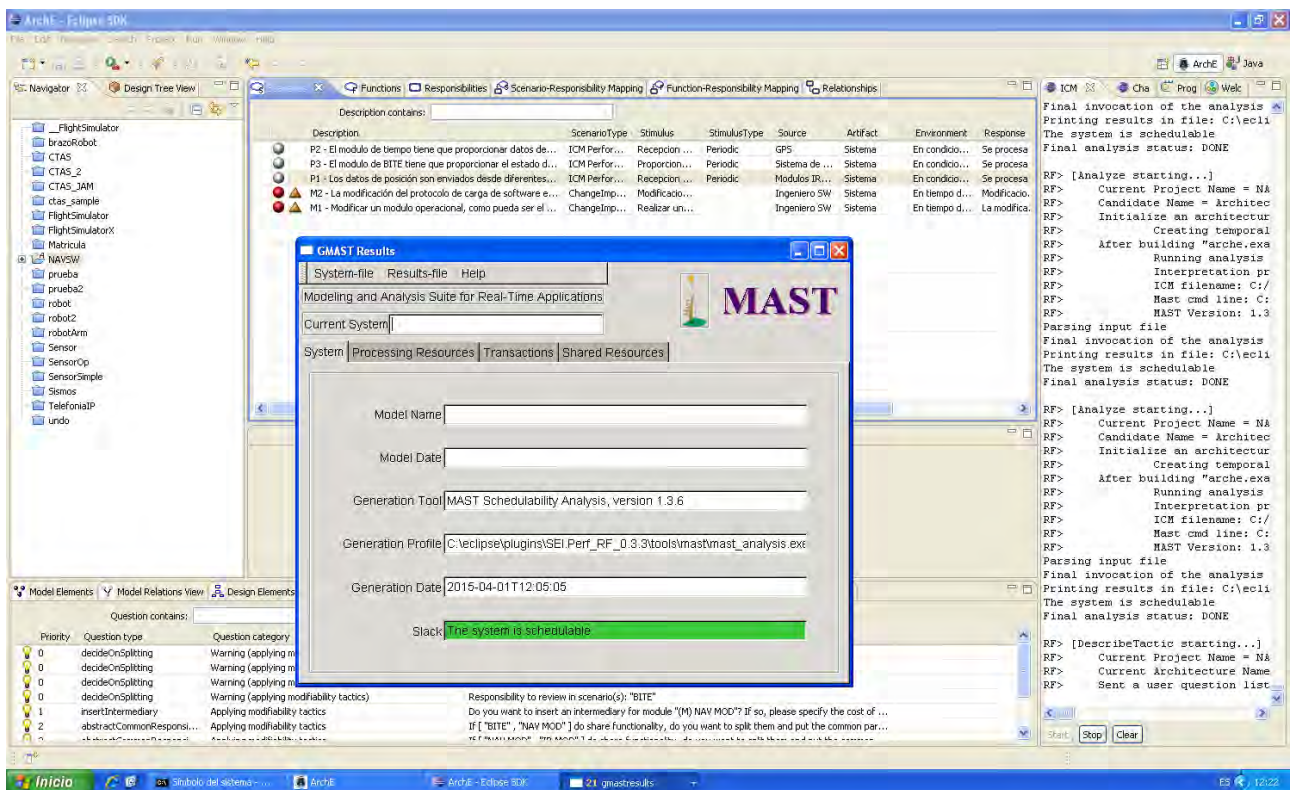 ArchE - Eclipse SDK
File Edit Navigate Search Project Run Window Help
ArchE Java
Navigator Design Tree View
Functions Responsibilities Scenario-Responsibility Mapping Function-Responsibility Mapping Relationships
ICM Cha Prog Welc
Description contains:
Description ScenarioType Stimulus StimulusType Source Artifact Environment Response
P2 - El modulo de tiempo tiene que proporcionar datos de... ICM Perfor... Recepcion ... Periodic GPS Sistema En condicio... Se procesa
P3 - El modulo de BITE tiene que proporcionar el estado d... ICM Perfor... Proporcion... Periodic Sistema de ... Sistema En condicio... Se procesa
P1 - Los datos de posición son enviados desde diferentes... ICM Perfor... Recepcion ... Periodic Modulos IR... Sistema En condicio... Se procesa
M2 - La modificación del protocolo de carga de software e... ChangeImp... Modificacio... Ingeniero SW Sistema En tiempo d... Modificacio.
M1 - Modificar un modulo operacional, como pueda ser el ... ChangeImp... Realizar un... Ingeniero SW Sistema En tiempo d... La modifica.
__FlightSimulator
brazoRobot
CTAS
CTAS_2
CTAS_JAM
ctas_sample
FlightSimulator
FlightSimulatorX
Matricula
NAVSW
prueba
prueba2
robot
robot2
robotArm
Sensor
SensorOp
SensorSimple
Sismos
TelefoniaIP
undo
GMAST Results
System-file Results-file Help
Modeling and Analysis Suite for Real-Time Applications
MAST
Current System
System Processing Resources Transactions Shared Resources
Model Name
Model Date
Generation Tool MAST Schedulability Analysis, version 1.3.6
Generation Profile C:\eclipse\plugins\SEI.Perf_RF_0.3.3\tools\mast\mast_analysis.exe
Generation Date 2015-04-01T12:05:05
Slack The system is schedulable
Final invocation of the analysis
Printing results in file: C:\ecli
The system is schedulable
Final analysis status: DONE
RF> [Analyze starting...]
RF> Current Project Name = NA
RF> Candidate Name = Architec
RF> Initialize an architectur
RF> Creating temporal
RF> After building "arche.exa
RF> Running analysis
RF> Interpretation pr
RF> ICM filename: C:/
RF> Mast cmd line: C:
RF> MAST Version: 1.3
Parsing input file
Final invocation of the analysis
Printing results in file: C:\ecli
The system is schedulable
Final analysis status: DONE
RF> [Analyze starting...]
RF> Current Project Name = NA
RF> Candidate Name = Architec
RF> Initialize an architectur
RF> Creating temporal
RF> After building "arche.exa
RF> Running analysis
RF> Interpretation pr
RF> ICM filename: C:/
RF> Mast cmd line: C:
RF> MAST Version: 1.3
Parsing input file
Final invocation of the analysis
Printing results in file: C:\ecli
The system is schedulable
Final analysis status: DONE
RF> [DescribeTactic starting...]
RF> Current Project Name = NA
RF> Current Architecture Name
RF> Sent a user question list
Start Stop Clear
Model Elements Model Relations View Design Elements
Question contains:
Priority Question type Question category
0 decideOnSplitting Warning (applying m
0 decideOnSplitting Warning (applying m
0 decideOnSplitting Warning (applying m
0 decideOnSplitting Warning (applying modifiability tactics) Responsibility to review in scenario(s): "BITE"
1 insertIntermediary Applying modifiability tactics Do you want to insert an intermediary for module "(M) NAV MOD"? If so, please specify the cost of ...
2 abstractCommonResponsi... Applying modifiability tactics If [ "BITE" , "NAV MOD" ] do share functionality, do you want to split them and put the common par...
Inicio Símbolo del sistema - ... ArchE ArchE - Eclipse SDK 21 gmastresults ES 12:22